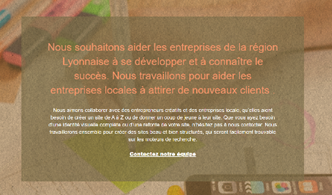 Nous souhaitons aider les entreprises de la région
Lyonnaise à se développer et à connaître le
succès. Nous travaillons pour aider les
entreprises locales à attirer de nouveaux clients
Nous aimons collaborer avec des entrepreneurs créatifs et des entreprises locale, qu'elles aient
besoin de créer un site de A à Z ou de donner un coup de jeune à leur site. Que vous ayez besoin
d'une identité visuelle complète ou d'une refonte de votre site, n'hésitez pas à nous contacter. Nous
travaillerons ensemble pour créer des sites beau et bien structurés, qui seront facilement trouvable
sur les moteurs de recherche.
Contactez notre équipe